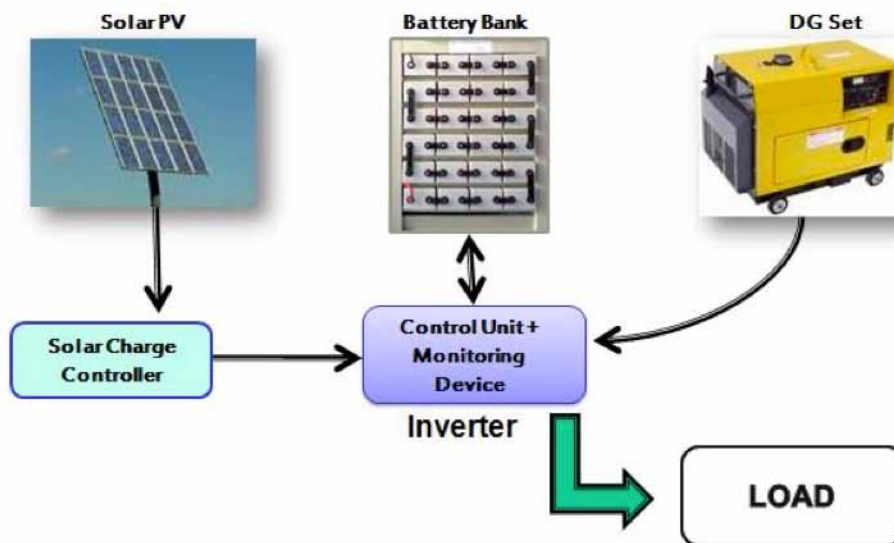 Solar PV
Battery Bank
DG Set
Solar Charge
Controller
Control Unit +
Monitoring
Device
Inverter
LOAD